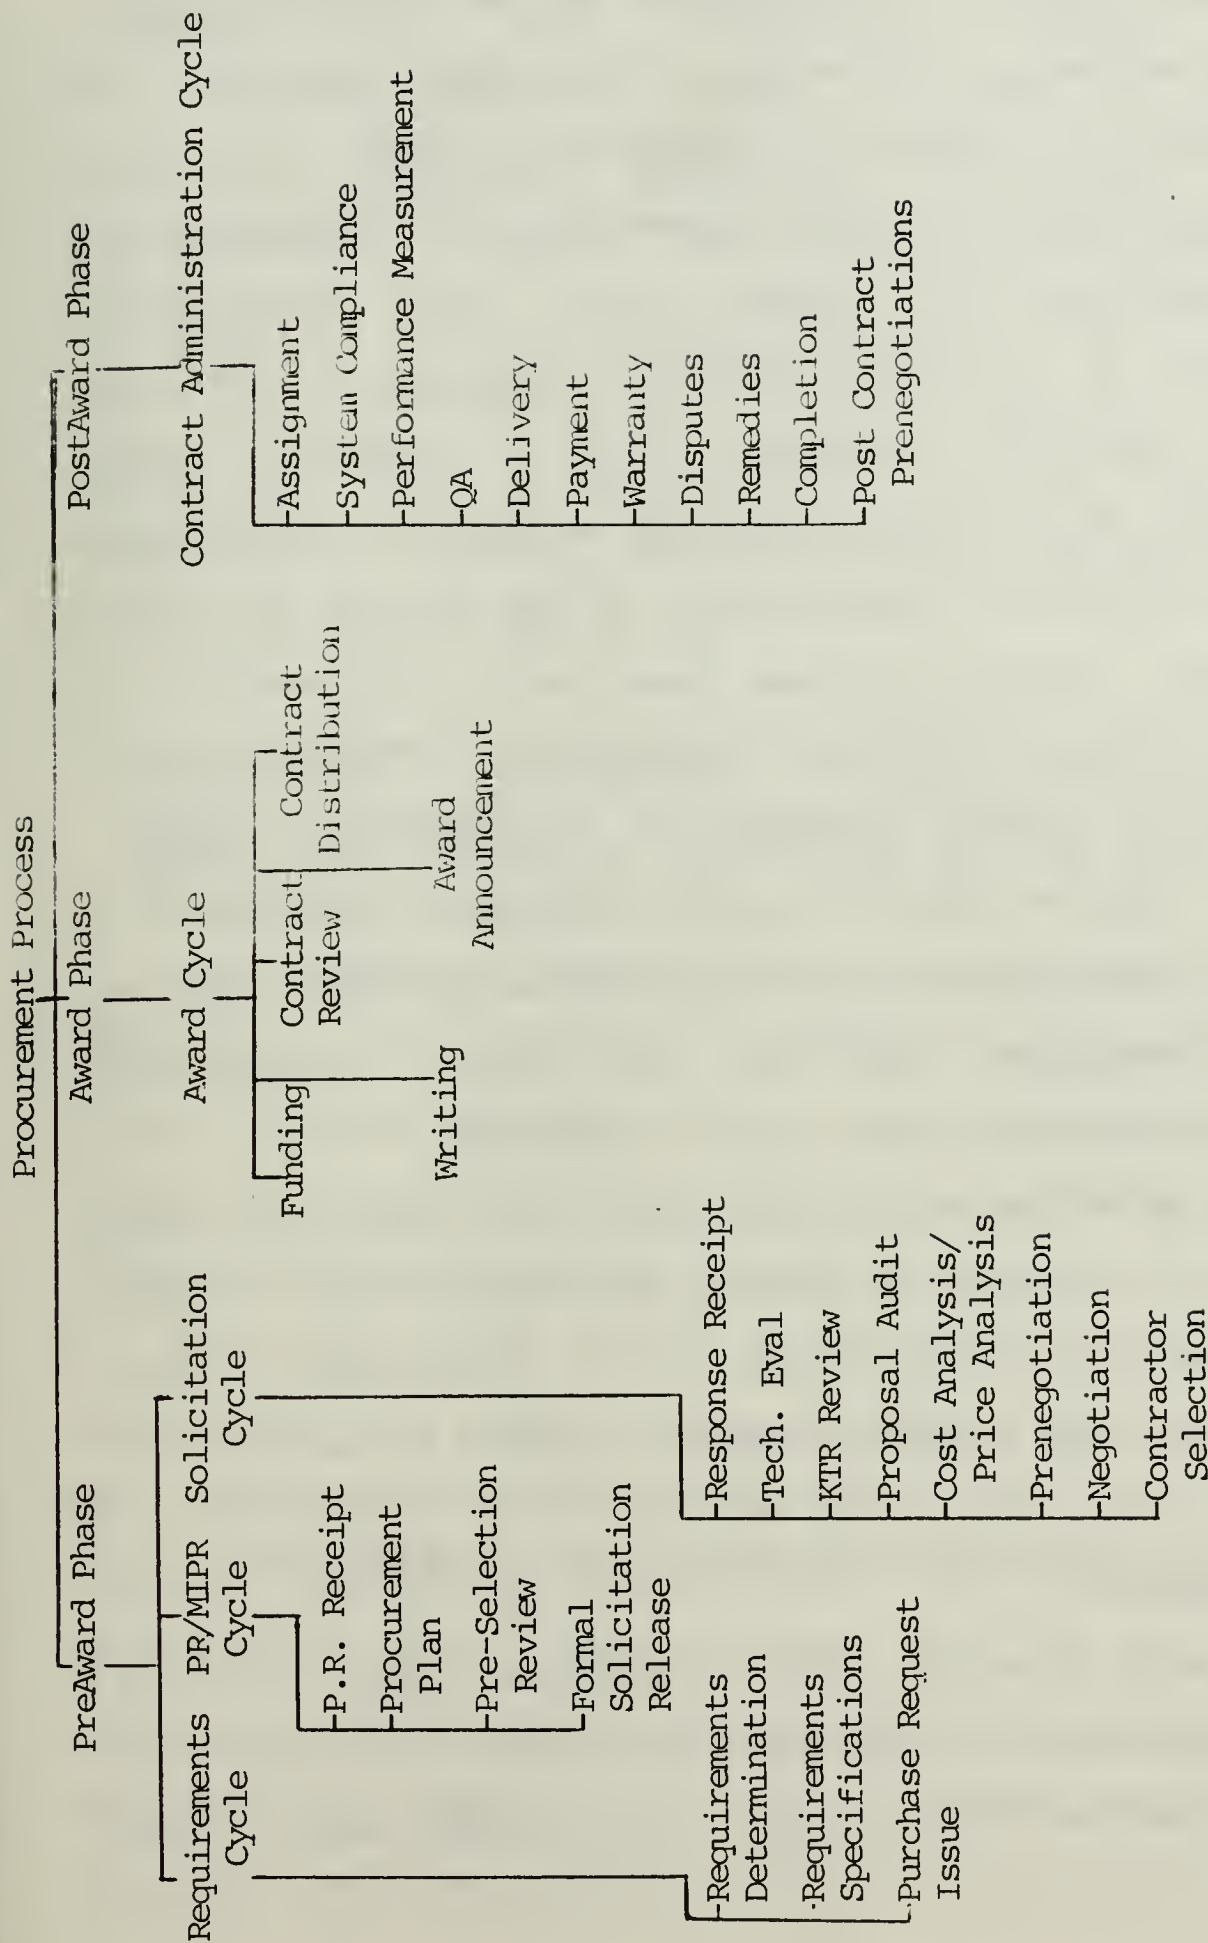 Procurement Process
PreAward Phase
Award Phase
PostAward Phase
Requirements
Cycle
PR/MIPR
Cycle
Solicitation
Cycle
Award Cycle
Contract Administration Cycle
P.R. Receipt
Procurement
Plan
Pre-Selection
Review
Formal
Solicitation
Release
Requirements
Determination
Requirements
Specifications
Purchase Request
Issue
Response Receipt
Tech. Eval
KTR Review
Proposal Audit
Cost Analysis/
Price Analysis
Prenegotiation
Negotiation
Contractor
Selection
Funding
Writing
Contract
Review
Award
Announcement
Contract
Distribution
Assignment
System Compliance
Performance Measurement
QA
Delivery
Payment
Warranty
Disputes
Remedies
Completion
Post Contract
Prenegotiations